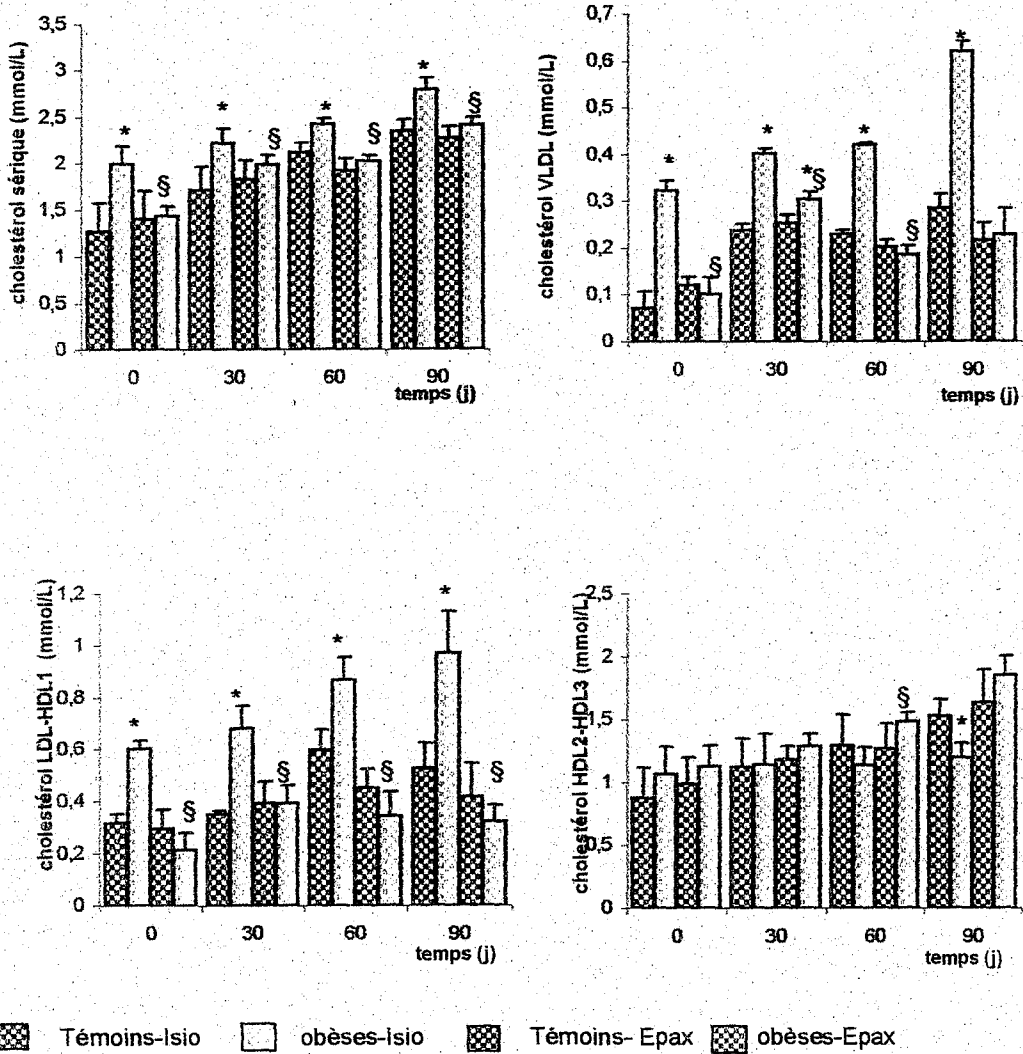 cholestérol sérique (mmol/L)
3,5
3
2,5
2
1,5
1
0,5
0
* § * § * § * §
0 30 60 90
temps (j)
cholestérol VLDL (mmol/L)
0,7
0,6
0,5
0,4
0,3
0,2
0,1
0
* § * *§ * § *
0 30 60 90
temps (j)
cholestérol LDL-HDL1 (mmol/L)
1,2
1
0,8
0,6
0,4
0,2
0
* § * § * § * §
0 30 60 90
temps (j)
cholestérol HDL2-HDL3 (mmol/L)
2,5
2
1,5
1
0,5
0
§ *
0 30 60 90
temps (j)
Témoins-Isio obèses-Isio Témoins- Epax obèses-Epax